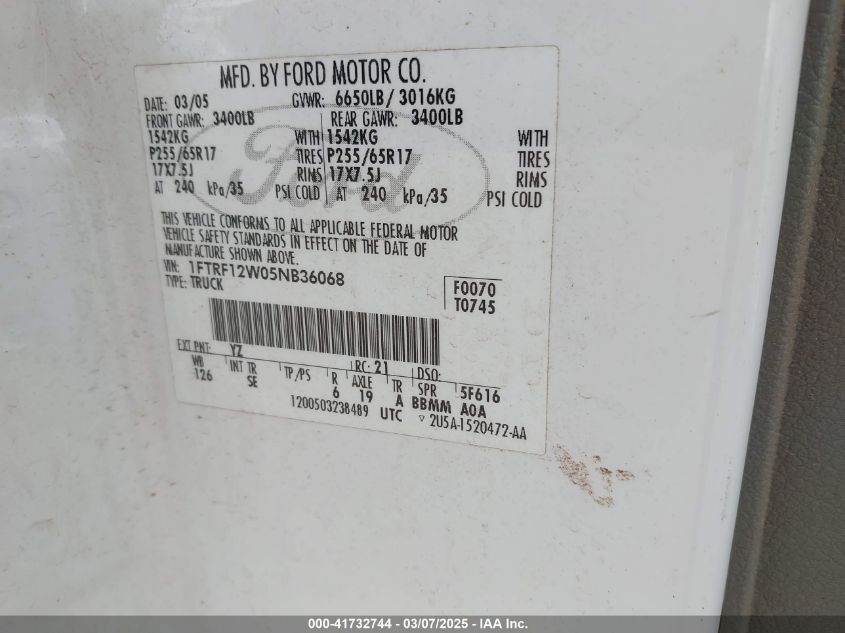 MFD. BY FORD MOTOR CO.
DATE: 03/05 GVWR: 6650LB/ 3016KG
FRONT GAWR: 3400LB REAR GAWR: 3400LB
1542KG WITH 1542KG WITH
P255/65R17 TIRES P255/65R17 TIRES
17X7.5J RIMS 17X7.5J RIMS
AT 240 kPa/35 PSI COLD AT 240 kPa/35 PSI COLD
THIS VEHICLE CONFORMS TO ALL APPLICABLE FEDERAL MOTOR
VEHICLE SAFETY STANDARDS IN EFFECT ON THE DATE OF
MANUFACTURE SHOWN ABOVE.
VIN: 1FTRF12W05NB36068
TYPE: TRUCK
F0070
T0745
EXT PNT: YZ RC: 21 DSO:
WB INT TR TP/PS R AXLE TR SPR 5F616
126 SE 6 19 A BBMM AOA
1200503238489 UTC ▽ 2U5A-1520472-AA
Ford
000-41732744 - 03/07/2025 - IAA Inc.